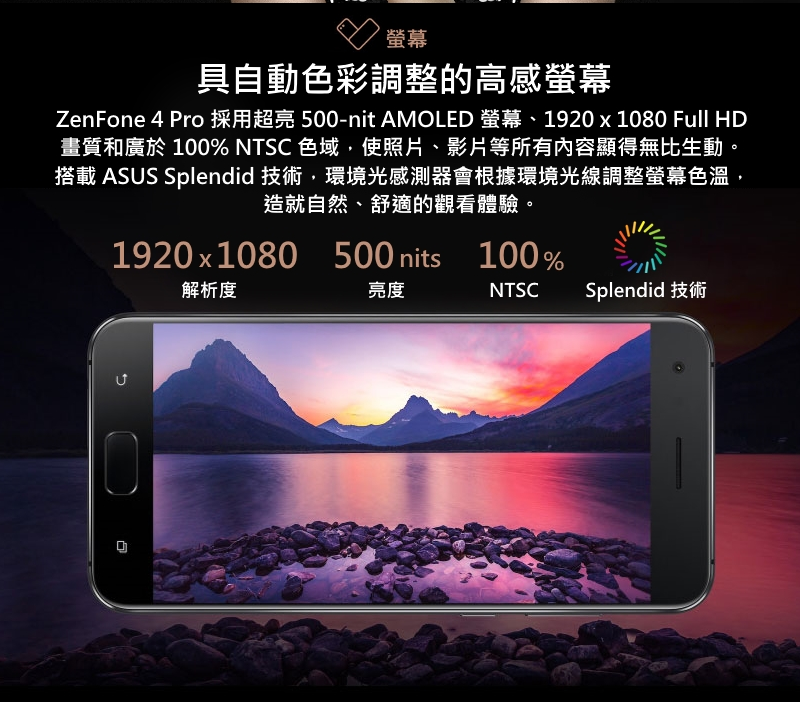 螢幕
具自動色彩調整的高感螢幕
ZenFone 4 Pro 採用超亮 500-nit AMOLED 螢幕、1920 x 1080 Full HD
畫質和廣於 100% NTSC 色域，使照片、影片等所有內容顯得無比生動。
搭載 ASUS Splendid 技術，環境光感測器會根據環境光線調整螢幕色溫，
造就自然、舒適的觀看體驗。
1920 x 1080 500 nits 100 %
解析度 亮度 NTSC Splendid 技術